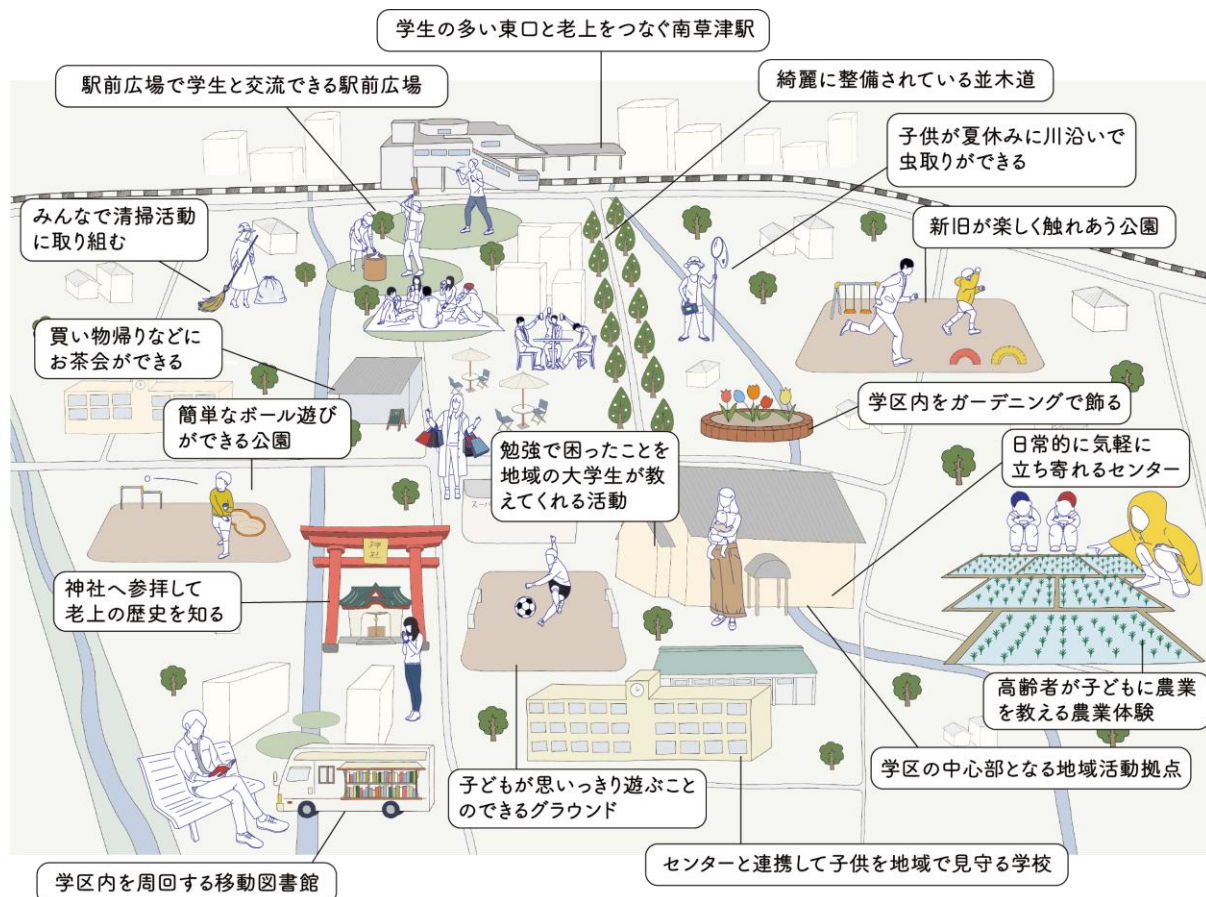 学生の多い東口と老上をつなぐ南草津駅
駅前広場で学生と交流できる駅前広場
綺麗に整備されている並木道
子供が夏休みに川沿いで
虫取りができる
みんなで清掃活動
に取り組む
新旧が楽しく触れあう公園
買い物帰りなどに
お茶会ができる
学区内をガーデニングで飾る
簡単なボール遊び
ができる公園
勉強で困ったことを
地域の大学生が教
えてくれる活動
日常的に気軽に
立ち寄れるセンター
スーパ
神社
神社へ参拝して
老上の歴史を知る
高齢者が子どもに農業
を教える農業体験
学区の中心部となる地域活動拠点
子どもが思いっきり遊ぶこと
のできるグラウンド
センターと連携して子供を地域で見守る学校
学区内を周回する移動図書館